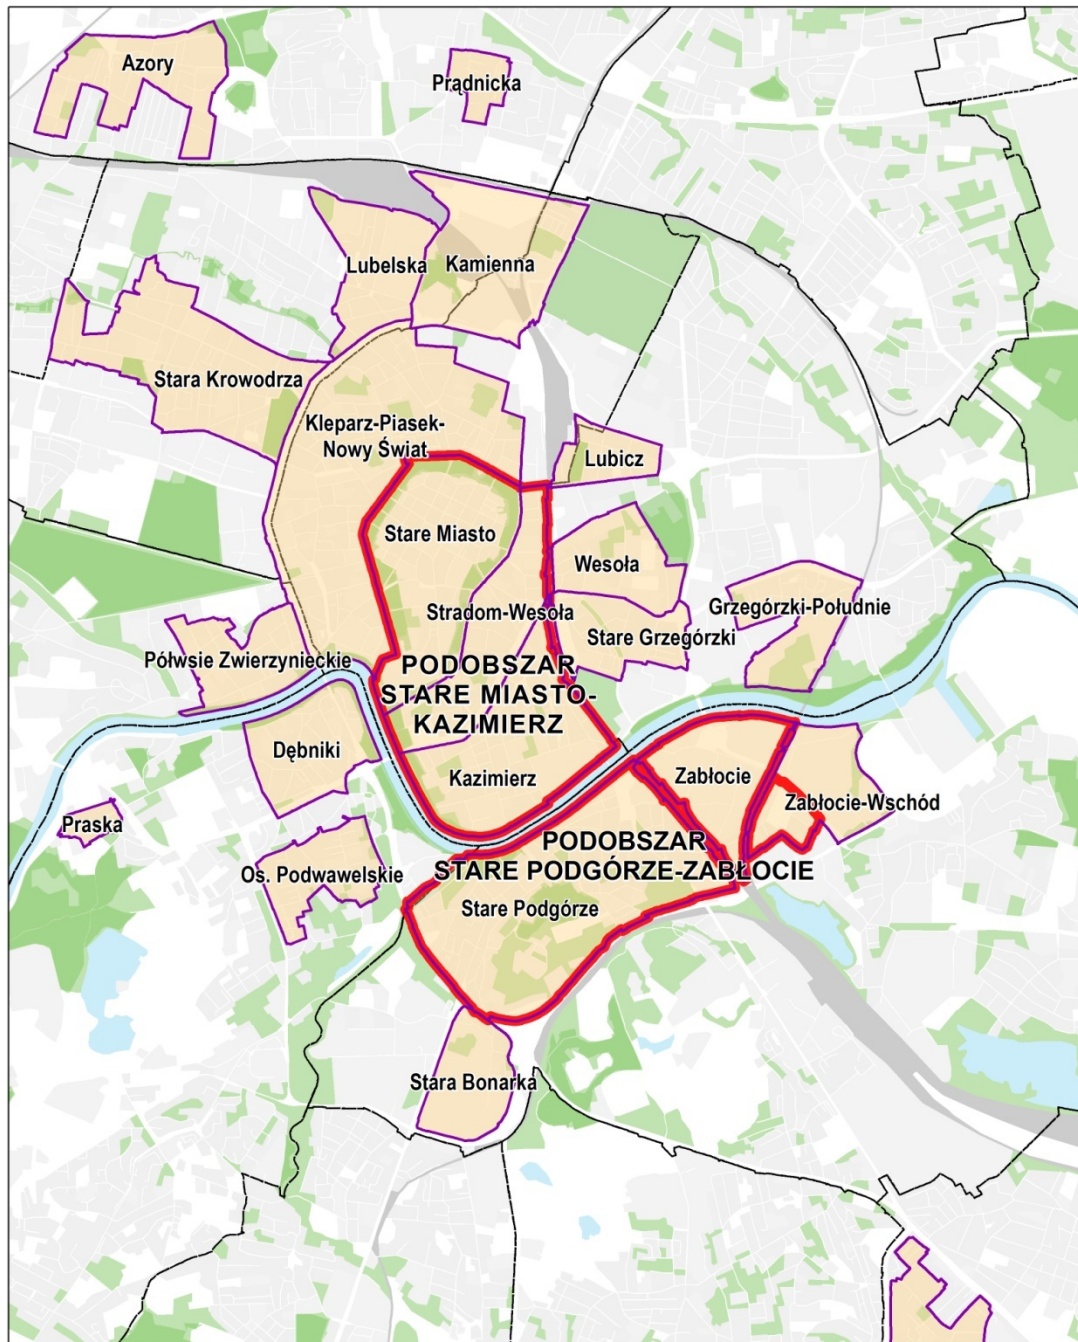 Azory
Prądnicka
Lubelska
Kamienna
Stara Krowodrza
Kleparz-Piasek-
Nowy Świat
Lubicz
Stare Miasto
Wesoła
Stradom-Wesoła
Grzegórzki-Południe
Stare Grzegórzki
Półwsie Zwierzynieckie
PODOBSZAR
STARE MIASTO-
KAZIMIERZ
Dębniki
Kazimierz
Zabłocie
Zabłocie-Wschód
Praska
PODOBSZAR
STARE PODGÓRZE-ZABŁOCIE
Os. Podwawelskie
Stare Podgórze
Stara Bonarka